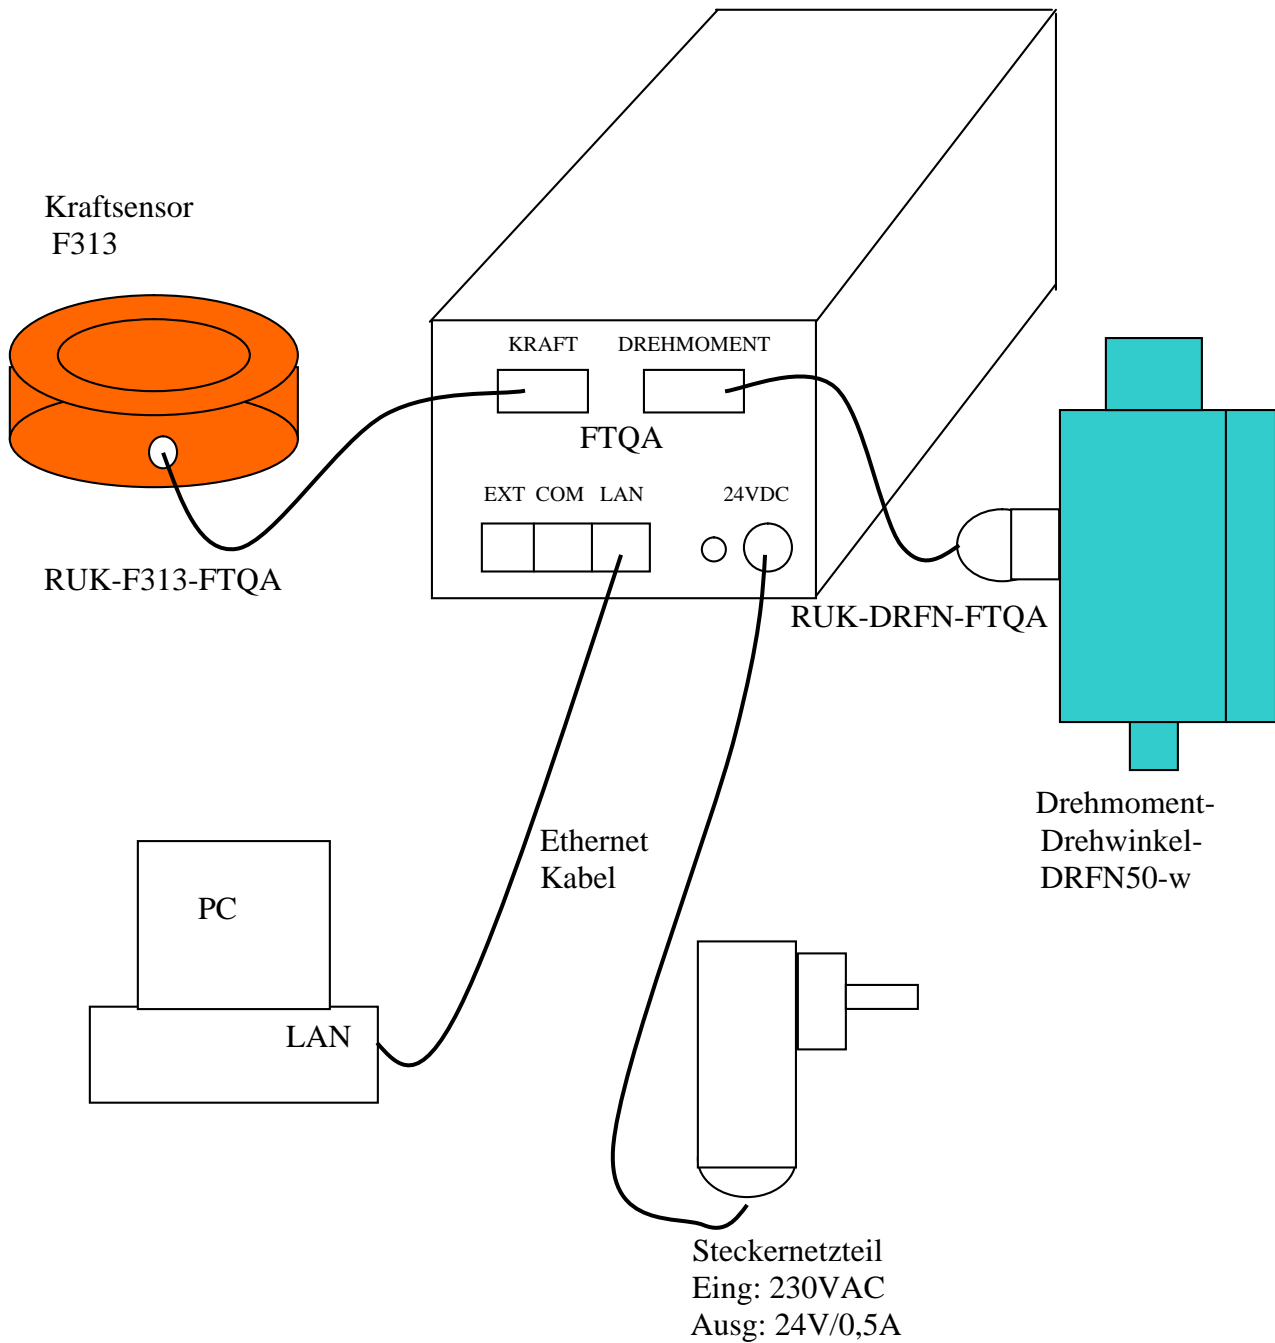 Kraftsensor
F313
KRAFT DREHMOMENT
FTQA
EXT COM LAN 24VDC
RUK-F313-FTQA
RUK-DRFN-FTQA
Drehmoment-
Drehwinkel-
DRFN50-w
Ethernet
Kabel
PC
LAN
Steckernetzteil
Eing: 230VAC
Ausg: 24V/0,5A